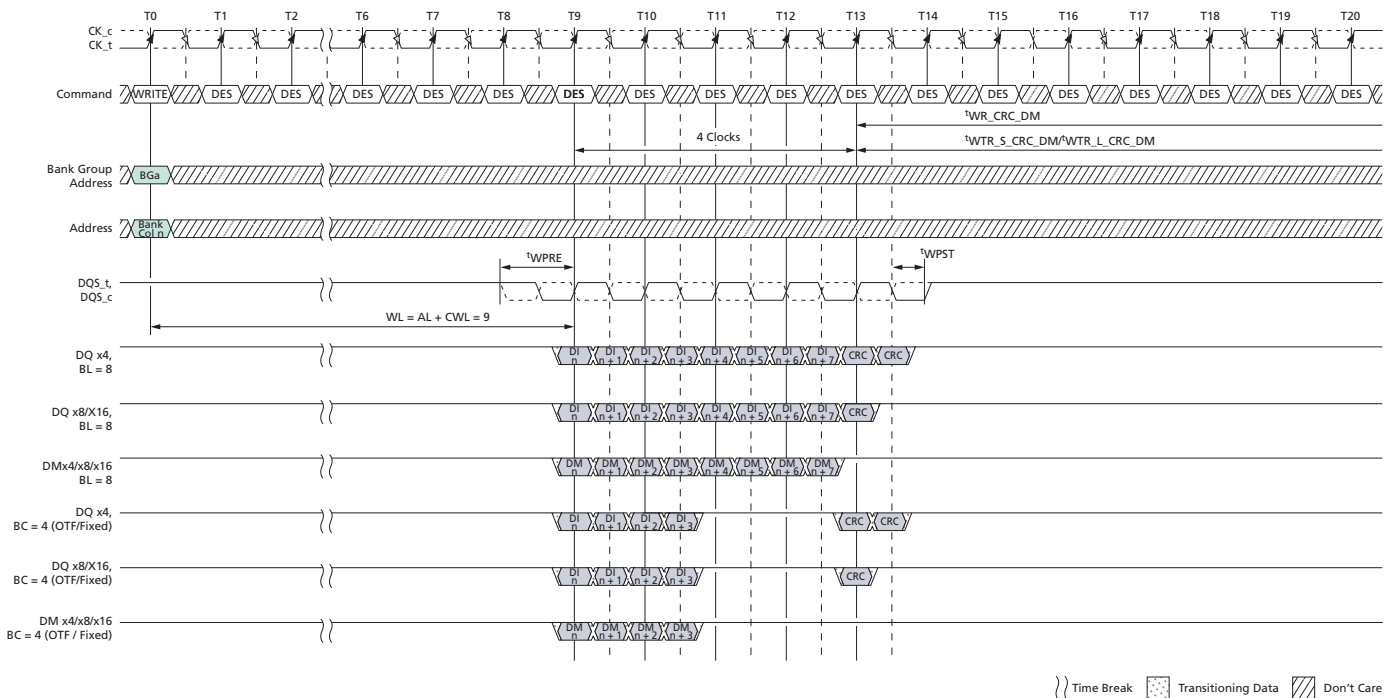 T0 T1 T2 T6 T7 T8 T9 T10 T11 T12 T13 T14 T15 T16 T17 T18 T19 T20
CK_c
CK_t
Command WRITE DES DES DES DES DES DES DES DES DES DES DES DES DES DES DES DES DES
tWR_CRC_DM
4 Clocks
tWTR_S_CRC_DM/tWTR_L_CRC_DM
Bank Group
Address
BGa
Address
Bank
Col n
tWPRE
tWPST
DQS_t,
DQS_c
WL = AL + CWL = 9
DQ x4,
BL = 8
DI DI DI DI DI DI DI DI CRC CRC
n n + 1 n + 2 n + 3 n + 4 n + 5 n + 6 n + 7
DQ x8/X16,
BL = 8
DI DI DI DI DI DI DI DI CRC
n n + 1 n + 2 n + 3 n + 4 n + 5 n + 6 n + 7
DMx4/x8/x16
BL = 8
DM DM DM DM DM DM DM DM
n n + 1 n + 2 n + 3 n + 4 n + 5 n + 6 n + 7
DQ x4,
BC = 4 (OTF/Fixed)
DI DI DI DI CRC CRC
n n + 1 n + 2 n + 3
DQ x8/X16,
BC = 4 (OTF/Fixed)
DI DI DI DI CRC
n n + 1 n + 2 n + 3
DM x4/x8/x16
BC = 4 (OTF / Fixed)
DM DM DM DM
n n + 1 n + 2 n + 3
Time Break Transitioning Data Don't Care